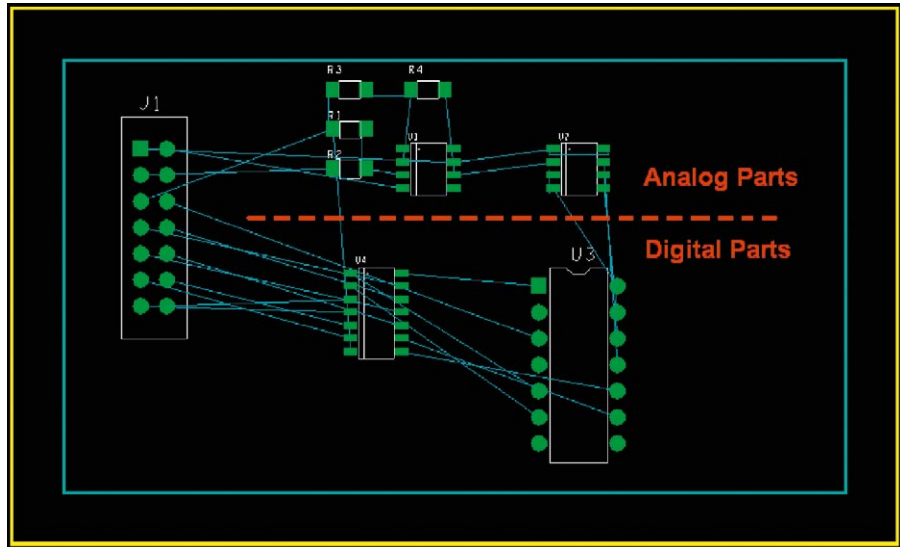 R3 R4
J1
R1
U1 U2
R2
Analog Parts
Digital Parts
U3
U4